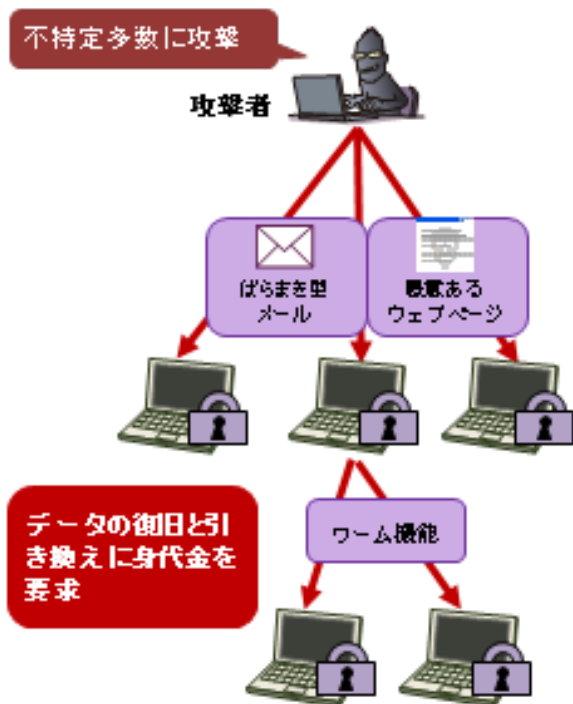 不特定多数に攻撃
攻撃者
ばらまき型
メール
悪意ある
ウェブページ
データの復旧と引
き換えに身代金を
要求
ワーム機能